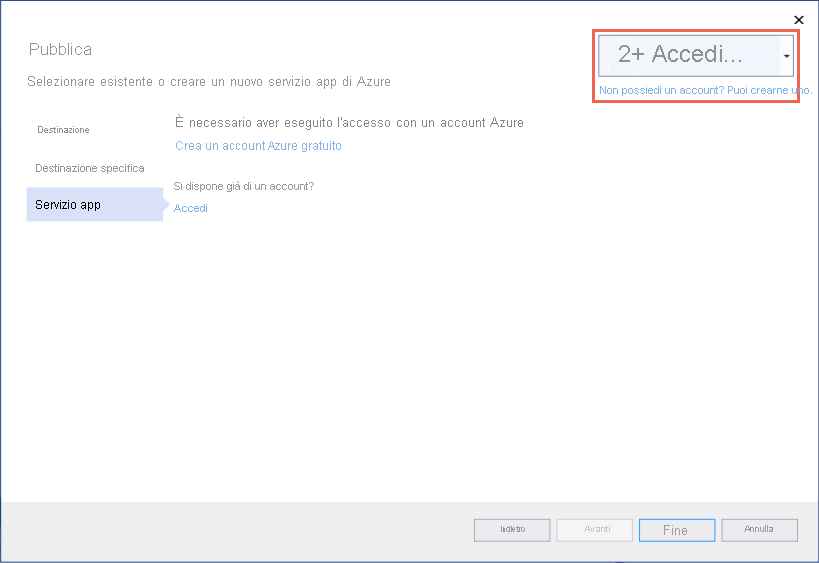 Pubblica
2+ Accedi...
Non possiedi un account? Puoi crearne uno.
Selezionare esistente o creare un nuovo servizio app di Azure
Destinazione
È necessario aver eseguito l'accesso con un account Azure
Crea un account Azure gratuito
Destinazione specifica
Si dispone già di un account?
Servizio app
Accedi
Indietro
Avanti
Fine
Annulla